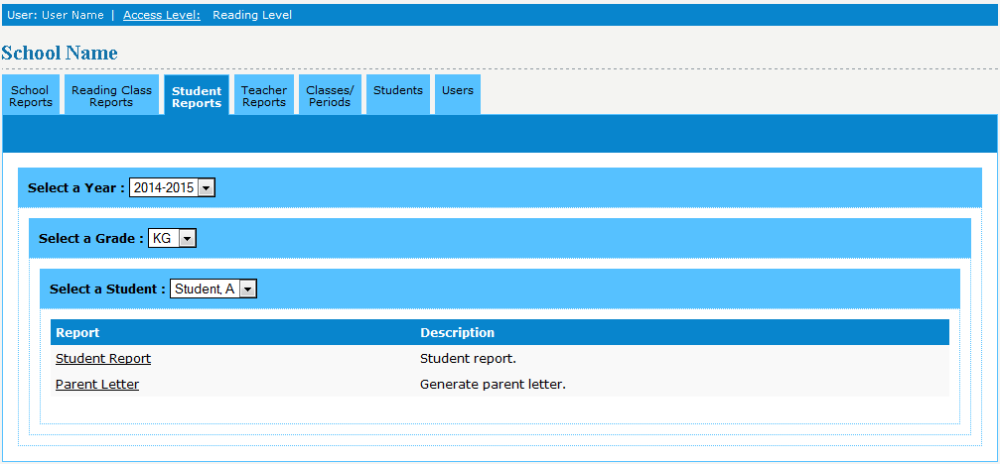 User: User Name | Access Level: Reading Level
School Name
School Reports
Reading Class Reports
Student Reports
Teacher Reports
Classes/ Periods
Students
Users
Select a Year : 2014-2015
Select a Grade : KG
Select a Student : Student, A
Report Description
Student Report Student report.
Parent Letter Generate parent letter.